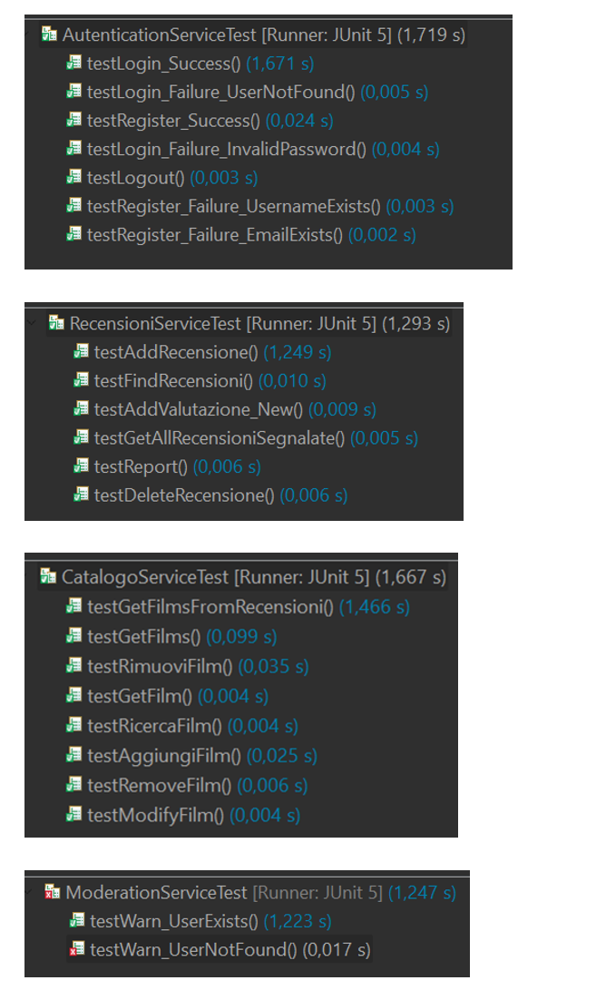 AutenticationServiceTest [Runner: JUnit 5] (1,719 s)
testLogin_Success() (1,671 s)
testLogin_Failure_UserNotFound() (0,005 s)
testRegister_Success() (0,024 s)
testLogin_Failure_InvalidPassword() (0,004 s)
testLogout() (0,003 s)
testRegister_Failure_UsernameExists() (0,003 s)
testRegister_Failure_EmailExists() (0,002 s)
RecensioniServiceTest [Runner: JUnit 5] (1,293 s)
testAddRecensione() (1,249 s)
testFindRecensioni() (0,010 s)
testAddValutazione_New() (0,009 s)
testGetAllRecensioniSegnalate() (0,005 s)
testReport() (0,006 s)
testDeleteRecensione() (0,006 s)
CatalogoServiceTest [Runner: JUnit 5] (1,667 s)
testGetFilmsFromRecensioni() (1,466 s)
testGetFilms() (0,099 s)
testRimuoviFilm() (0,035 s)
testGetFilm() (0,004 s)
testRicercaFilm() (0,004 s)
testAggiungiFilm() (0,025 s)
testRemoveFilm() (0,006 s)
testModifyFilm() (0,004 s)
ModerationServiceTest [Runner: JUnit 5] (1,247 s)
testWarn_UserExists() (1,223 s)
testWarn_UserNotFound() (0,017 s)